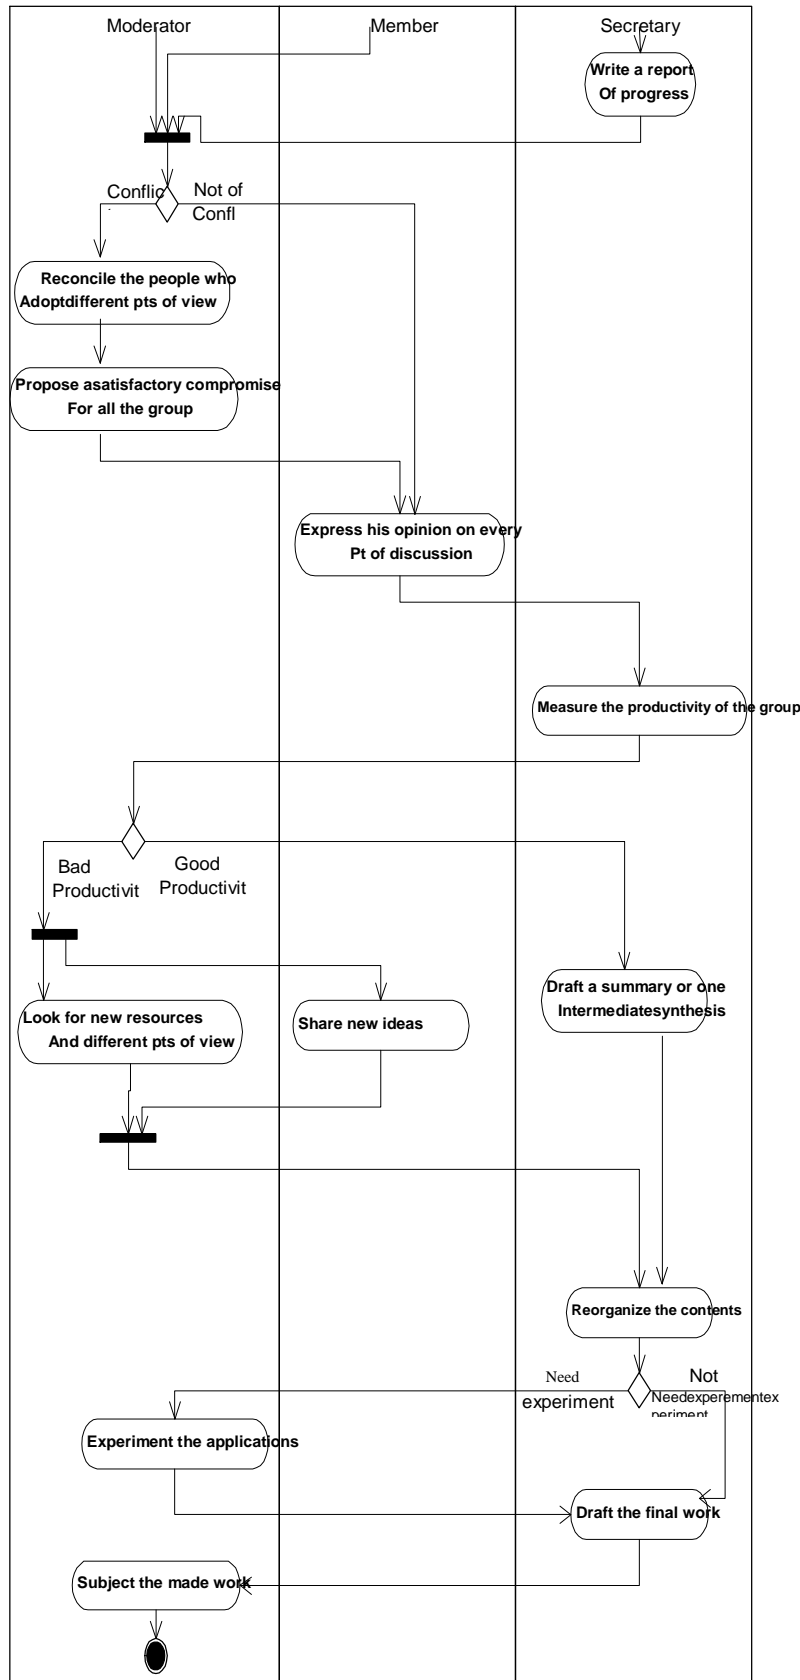 Moderator
Member
Secretary
Write a report
Of progress
Conflic
Not of
Confl
Reconcile the people who
Adoptdifferent pts of view
Propose asatisfactory compromise
For all the group
Express his opinion on every
Pt of discussion
Measure the productivity of the group
Bad
Productivit
Good
Productivit
Draft a summary or one
Intermediatesynthesis
Look for new resources
And different pts of view
Share new ideas
Reorganize the contents
Need
experiment
Not
Needexperementex
periment
Experiment the applications
Draft the final work
Subject the made work